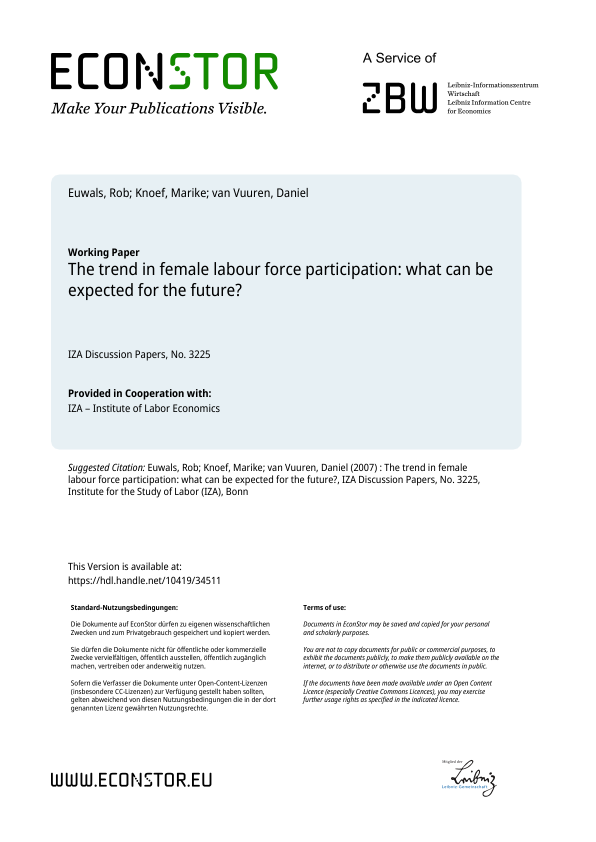 ECONSTOR
Make Your Publications Visible.
A Service of
ZBW
Leibniz-Informationszentrum
Wirtschaft
Leibniz Information Centre
for Economics
Euwals, Rob; Knoef, Marike; van Vuuren, Daniel
Working Paper
The trend in female labour force participation: what can be
expected for the future?
IZA Discussion Papers, No. 3225
Provided in Cooperation with:
IZA – Institute of Labor Economics
Suggested Citation: Euwals, Rob; Knoef, Marike; van Vuuren, Daniel (2007) : The trend in female
labour force participation: what can be expected for the future?, IZA Discussion Papers, No. 3225,
Institute for the Study of Labor (IZA), Bonn
This Version is available at:
https://hdl.handle.net/10419/34511
Standard-Nutzungsbedingungen:
Die Dokumente auf EconStor dürfen zu eigenen wissenschaftlichen
Zwecken und zum Privatgebrauch gespeichert und kopiert werden.
Sie dürfen die Dokumente nicht für öffentliche oder kommerzielle
Zwecke vervielfältigen, öffentlich ausstellen, öffentlich zugänglich
machen, vertreiben oder anderweitig nutzen.
Sofern die Verfasser die Dokumente unter Open-Content-Lizenzen
(insbesondere CC-Lizenzen) zur Verfügung gestellt haben sollten,
gelten abweichend von diesen Nutzungsbedingungen die in der dort
genannten Lizenz gewährten Nutzungsrechte.
Terms of use:
Documents in EconStor may be saved and copied for your personal
and scholarly purposes.
You are not to copy documents for public or commercial purposes, to
exhibit the documents publicly, to make them publicly available on the
internet, or to distribute or otherwise use the documents in public.
If the documents have been made available under an Open Content
Licence (especially Creative Commons Licences), you may exercise
further usage rights as specified in the indicated licence.
WWW.ECONSTOR.EU
Mitglied der
Leibniz
Leibniz-Gemeinschaft